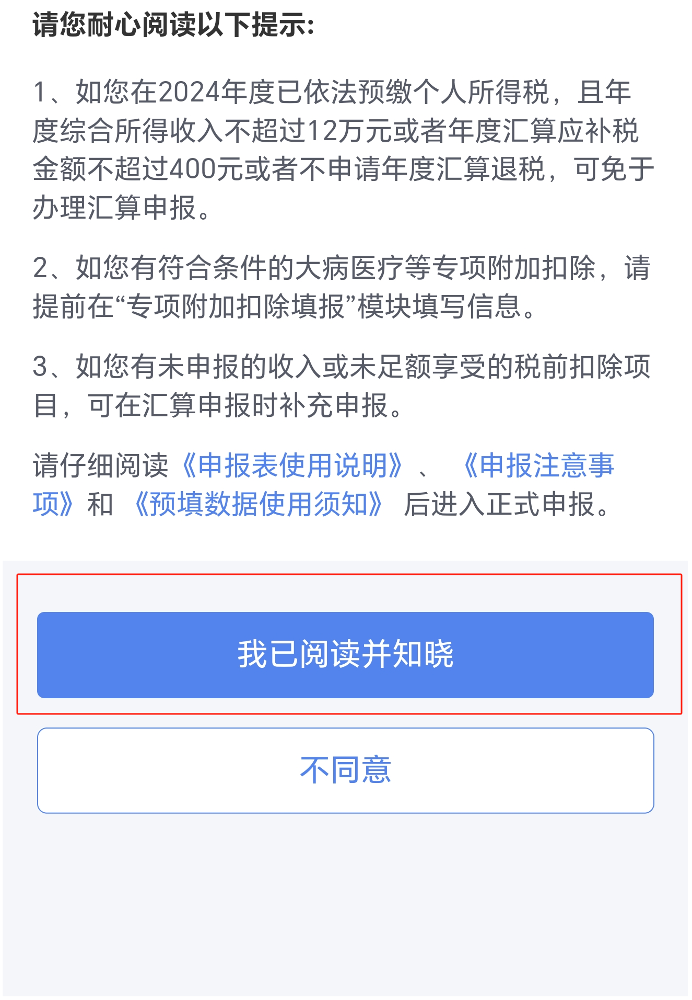 请您耐心阅读以下提示:
1、如您在2024年度已依法预缴个人所得税，且年
度综合所得收入不超过12万元或者年度汇算应补税
金额不超过400元或者不申请年度汇算退税，可免于
办理汇算申报。
2、如您有符合条件的大病医疗等专项附加扣除，请
提前在“专项附加扣除填报”模块填写信息。
3、如您有未申报的收入或未足额享受的税前扣除项
目，可在汇算申报时补充申报。
请仔细阅读《申报表使用说明》、《申报注意事
项》和《预填数据使用须知》后进入正式申报。
我已阅读并知晓
不同意